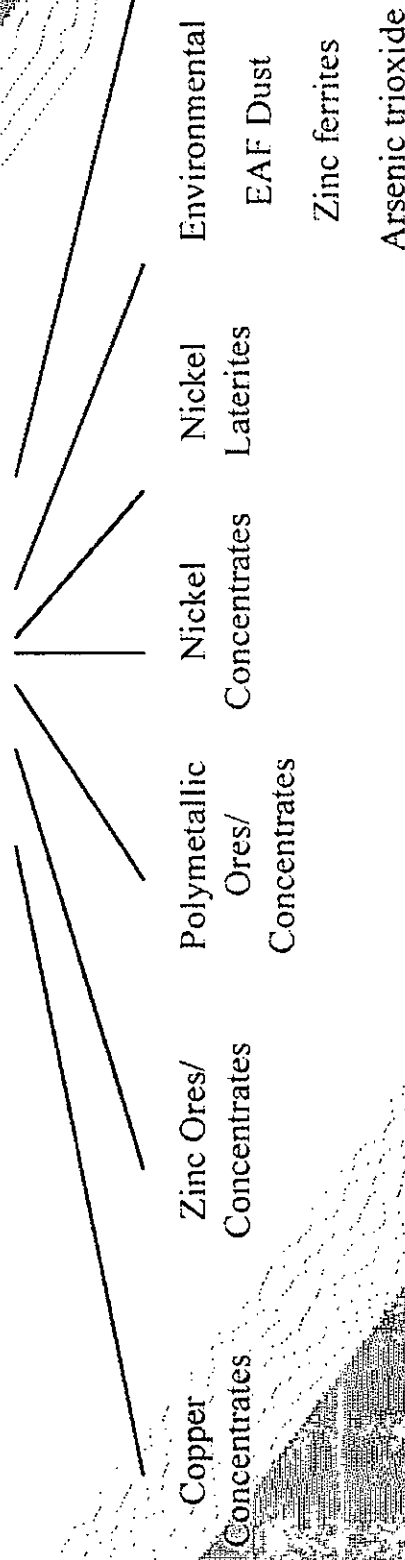 Copper
Concentrates
Zinc Ores/
Concentrates
Polymetallic
Ores/
Concentrates
Nickel
Concentrates
Nickel
Laterites
Environmental
EAF Dust
Zinc ferrites
Arsenic trioxide